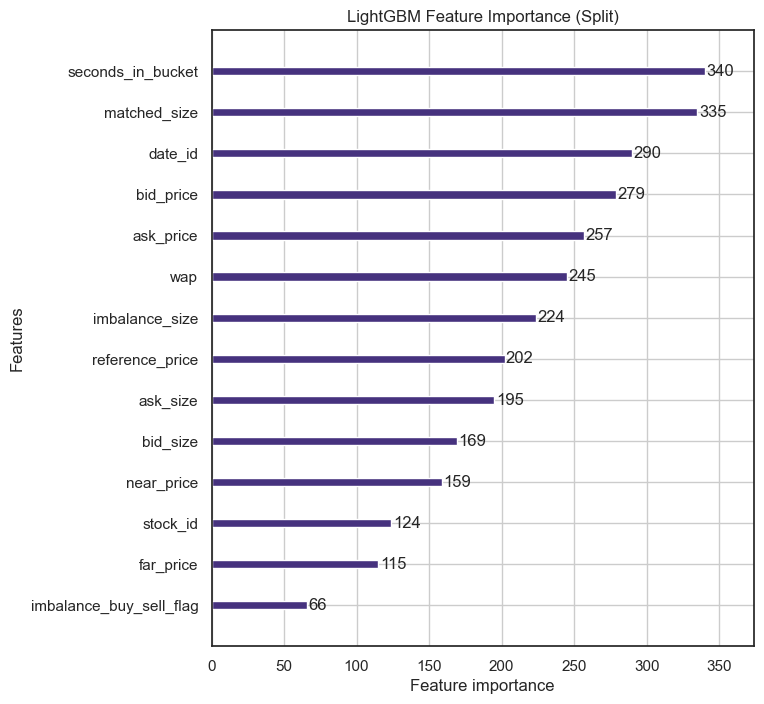 LightGBM Feature Importance (Split)
seconds_in_bucket 340
matched_size 335
date_id 290
bid_price 279
ask_price 257
wap 245
imbalance_size 224
reference_price 202
ask_size 195
bid_size 169
near_price 159
stock_id 124
far_price 115
imbalance_buy_sell_flag 66
Features
0 50 100 150 200 250 300 350
Feature importance